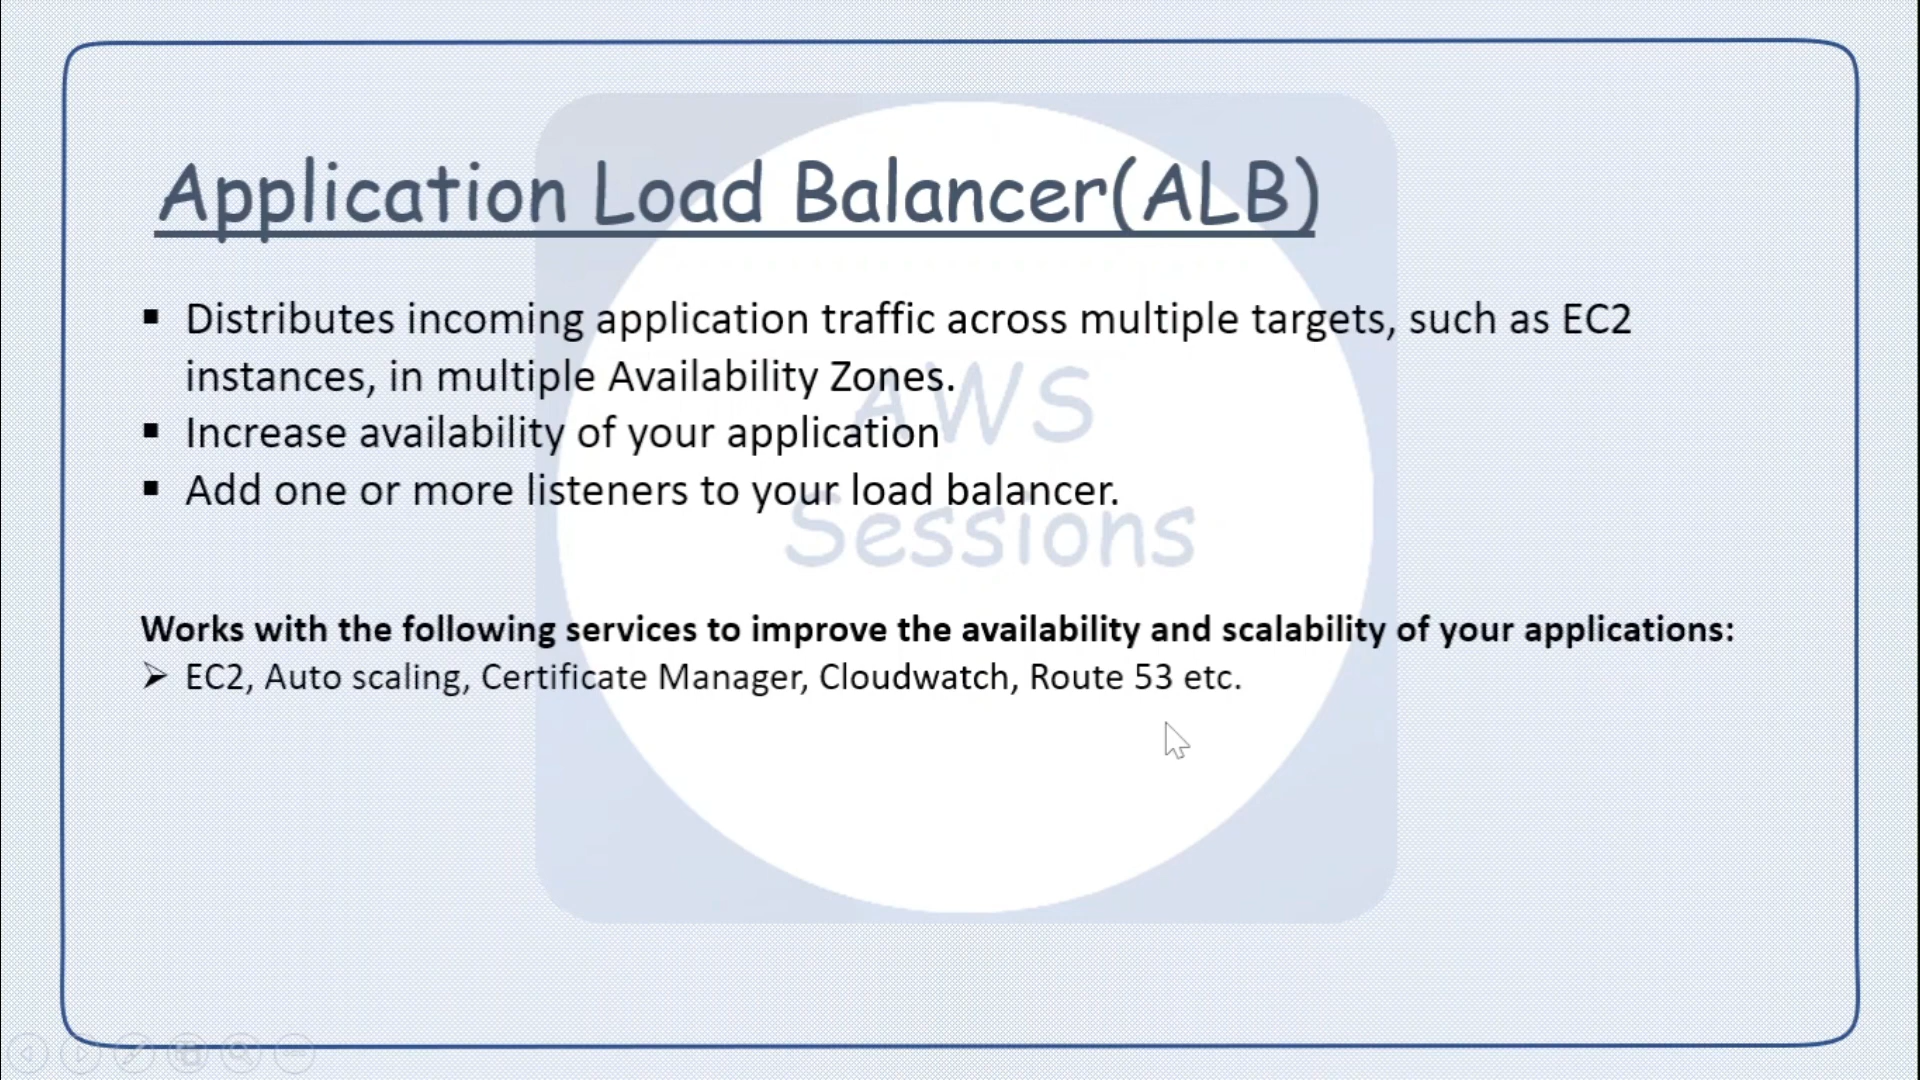 Application Load Balancer(ALB)
▪ Distributes incoming application traffic across multiple targets, such as EC2
instances, in multiple Availability Zones.
▪ Increase availability of your application
▪ Add one or more listeners to your load balancer.
AWS
Sessions
Works with the following services to improve the availability and scalability of your applications:
➢ EC2, Auto scaling, Certificate Manager, Cloudwatch, Route 53 etc.